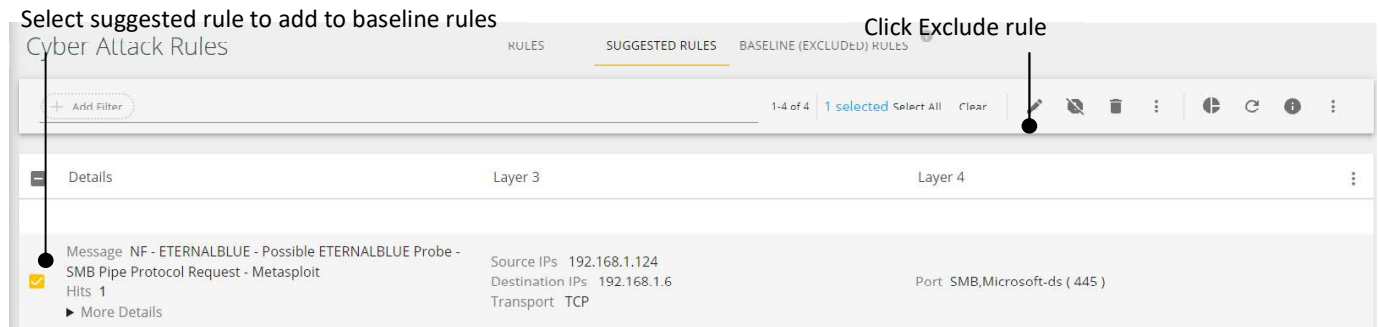 Select suggested rule to add to baseline rules
Click Exclude rule
Cyber Attack Rules RULES SUGGESTED RULES BASELINE (EXCLUDED) RULES
+ Add Filter 1-4 of 4 1 selected Select All Clear
Details Layer 3 Layer 4
Message NF - ETERNALBLUE - Possible ETERNALBLUE Probe -
SMB Pipe Protocol Request - Metasploit
Hits 1
▶ More Details
Source IPs 192.168.1.124
Destination IPs 192.168.1.6
Transport TCP
Port SMB,Microsoft-ds ( 445 )